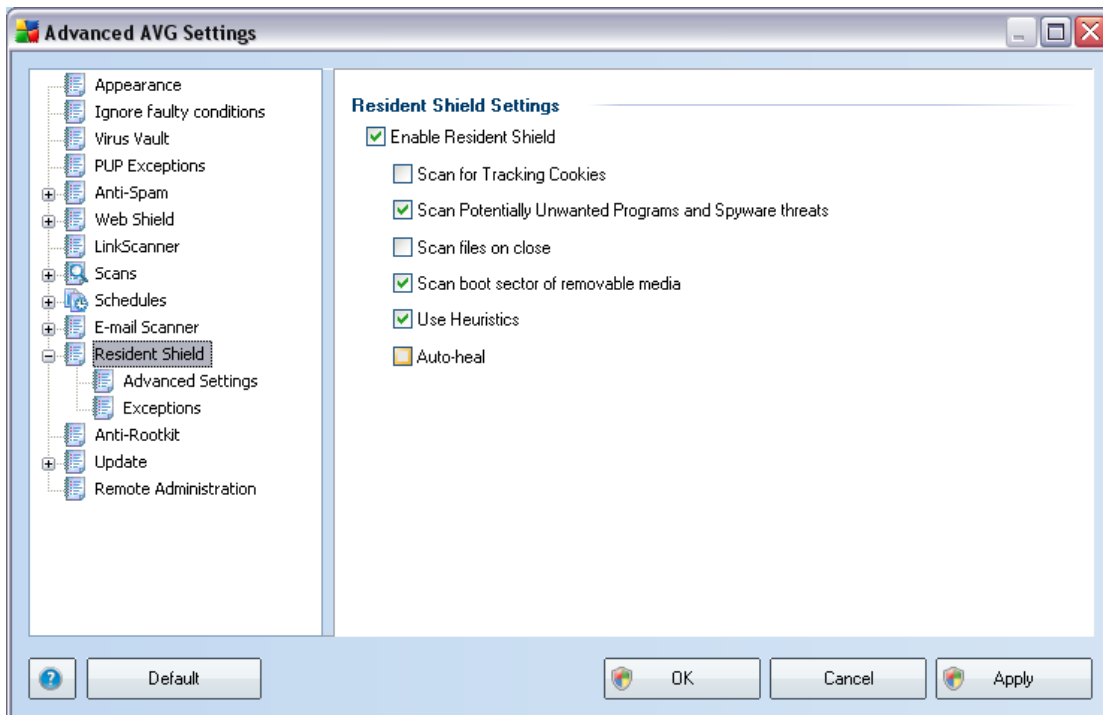 Advanced AVG Settings
Appearance
Ignore faulty conditions
Virus Vault
PUP Exceptions
Anti-Spam
Web Shield
LinkScanner
Scans
Schedules
E-mail Scanner
Resident Shield
Advanced Settings
Exceptions
Anti-Rootkit
Update
Remote Administration
Resident Shield Settings
Enable Resident Shield
Scan for Tracking Cookies
Scan Potentially Unwanted Programs and Spyware threats
Scan files on close
Scan boot sector of removable media
Use Heuristics
Auto-heal
?
Default
OK
Cancel
Apply